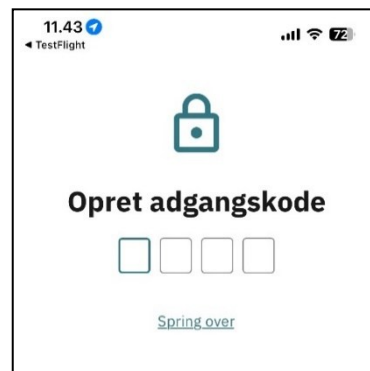 11.43
72
◀ TestFlight
Opret adgangskode
Spring over